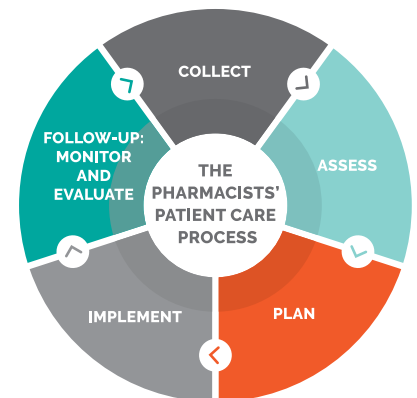 COLLECT
ASSESS
PLAN
IMPLEMENT
FOLLOW-UP:
MONITOR
AND
EVALUATE
THE
PHARMACISTS'
PATIENT CARE
PROCESS